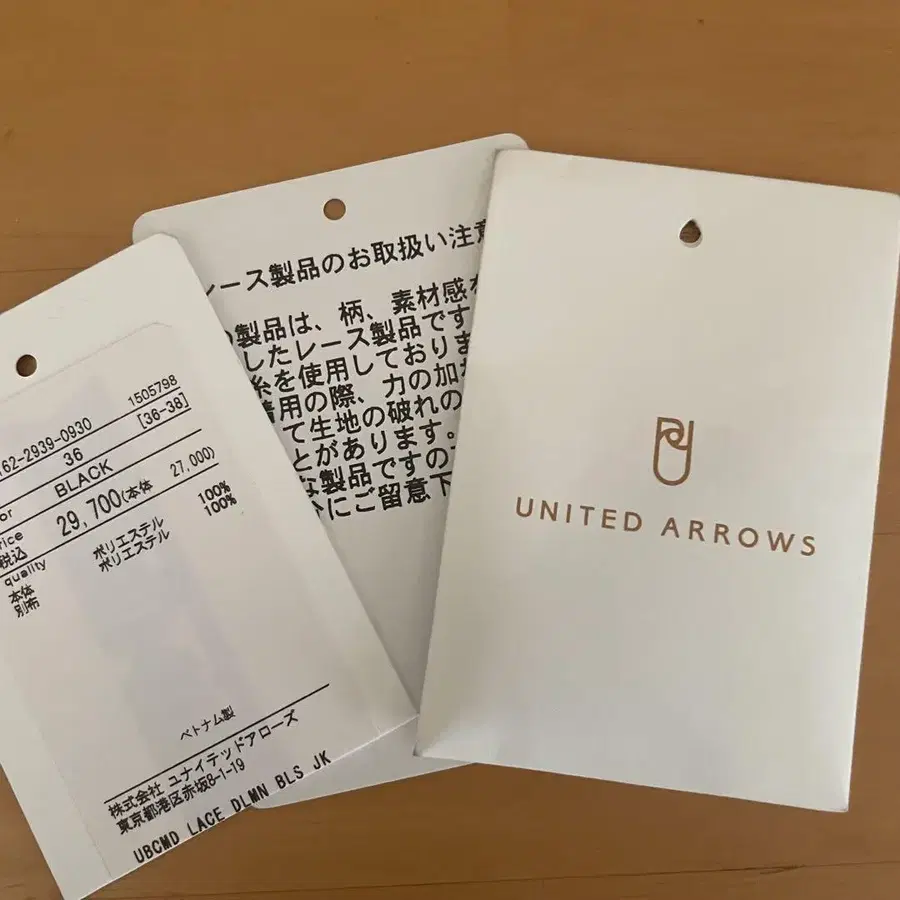 162-2939-0930 1505798
36 [36-38]
or BLACK
rice
税込 29,700(本体 27,000)
quality
本体 ポリエステル 100%
別布 ポリエステル 100%
ベトナム製
株式会社 ユナイテッドアローズ
東京都港区赤坂8-1-19
UBCMD LACE DLMN BLS JK
レース製品のお取扱い注意
の製品は、柄、素材感を
したレース製品です
糸を使用しておりま
着用の際、力の加
て生地の破れの
とがあります。
な製品ですので
にご留意下
UNITED ARROWS